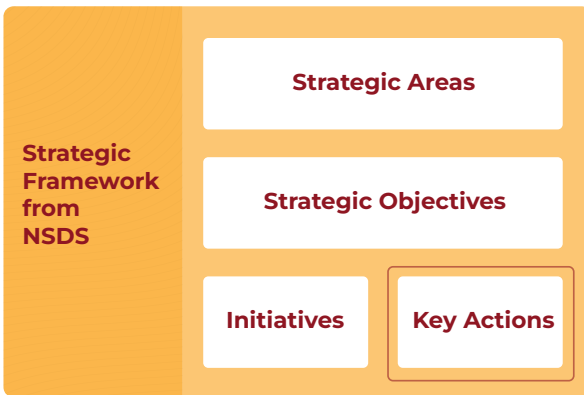 Strategic Areas
Strategic
Framework
from
NSDS
Strategic Objectives
Initiatives
Key Actions